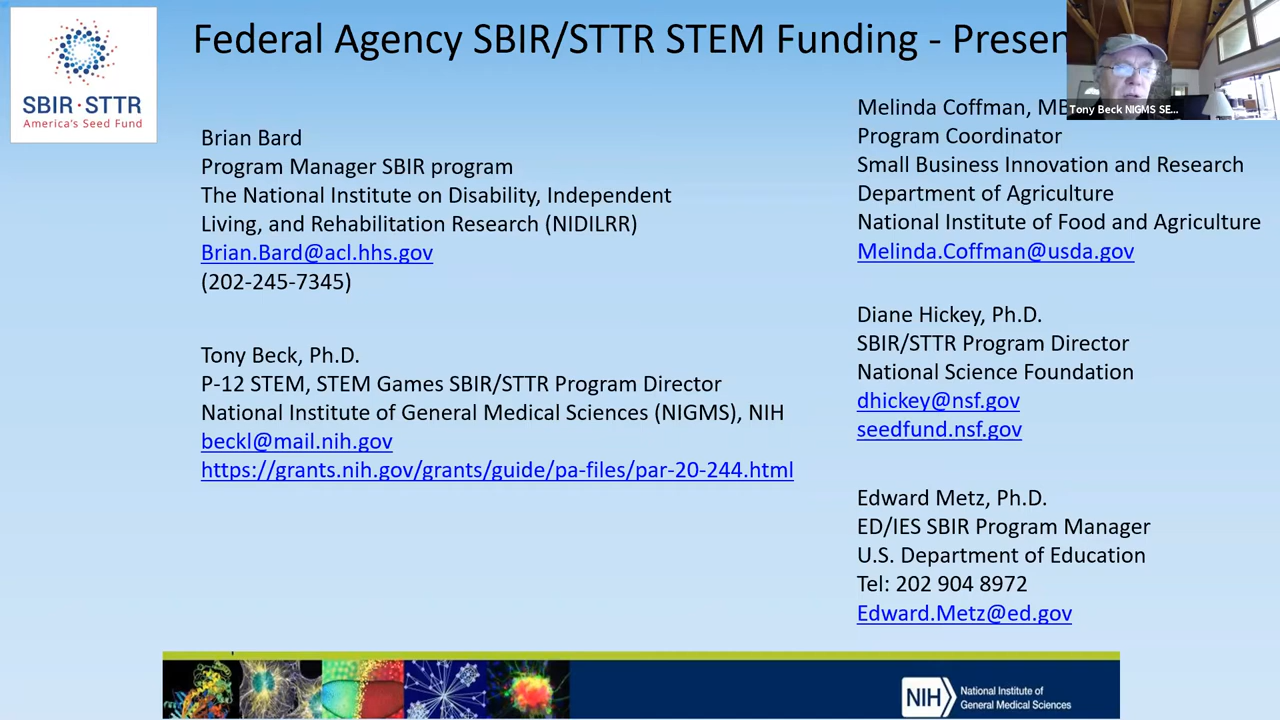 Federal Agency SBIR/STTR STEM Funding - Presen
SBIR·STTR
America's Seed Fund
Tony Beck NIGMS SE...
Brian Bard
Program Manager SBIR program
The National Institute on Disability, Independent
Living, and Rehabilitation Research (NIDILRR)
Brian.Bard@acl.hhs.gov
(202-245-7345)
Tony Beck, Ph.D.
P-12 STEM, STEM Games SBIR/STTR Program Director
National Institute of General Medical Sciences (NIGMS), NIH
beckl@mail.nih.gov
https://grants.nih.gov/grants/guide/pa-files/par-20-244.html
Melinda Coffman,
Program Coordinator
Small Business Innovation and Research
Department of Agriculture
National Institute of Food and Agriculture
Melinda.Coffman@usda.gov
Diane Hickey, Ph.D.
SBIR/STTR Program Director
National Science Foundation
dhickey@nsf.gov
seedfund.nsf.gov
Edward Metz, Ph.D.
ED/IES SBIR Program Manager
U.S. Department of Education
Tel: 202 904 8972
Edward.Metz@ed.gov
NIH
National Institute of
General Medical Sciences